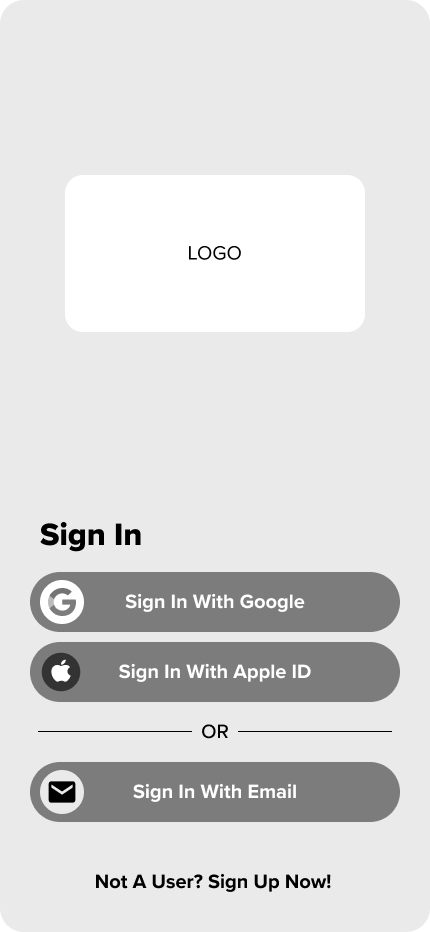 LOGO
Sign In
Sign In With Google
Sign In With Apple ID
OR
Sign In With Email
Not A User? Sign Up Now!